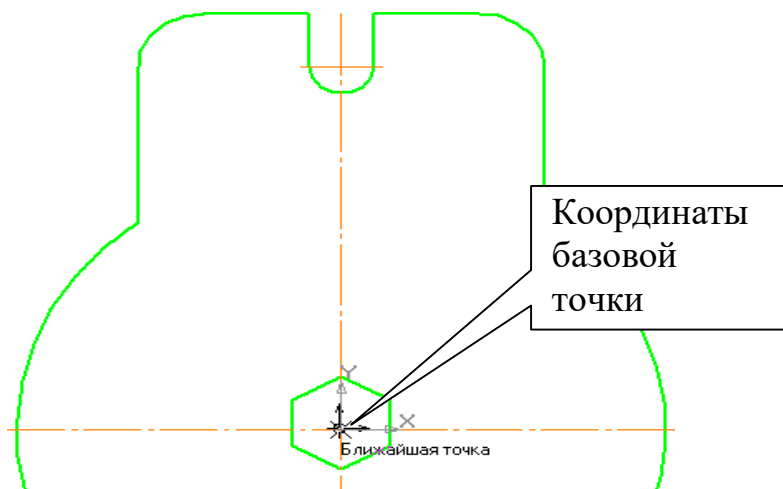 Координаты
базовой
точки
Y
X
Ближайшая точка